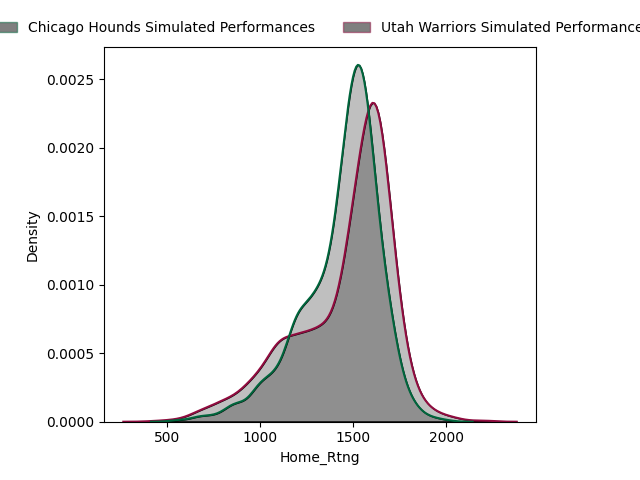 Chicago Hounds Simulated Performances
Utah Warriors Simulated Performance
0.0025
0.0020
0.0015
0.0010
0.0005
0.0000
Density
500
1000
1500
2000
Home_Rtng